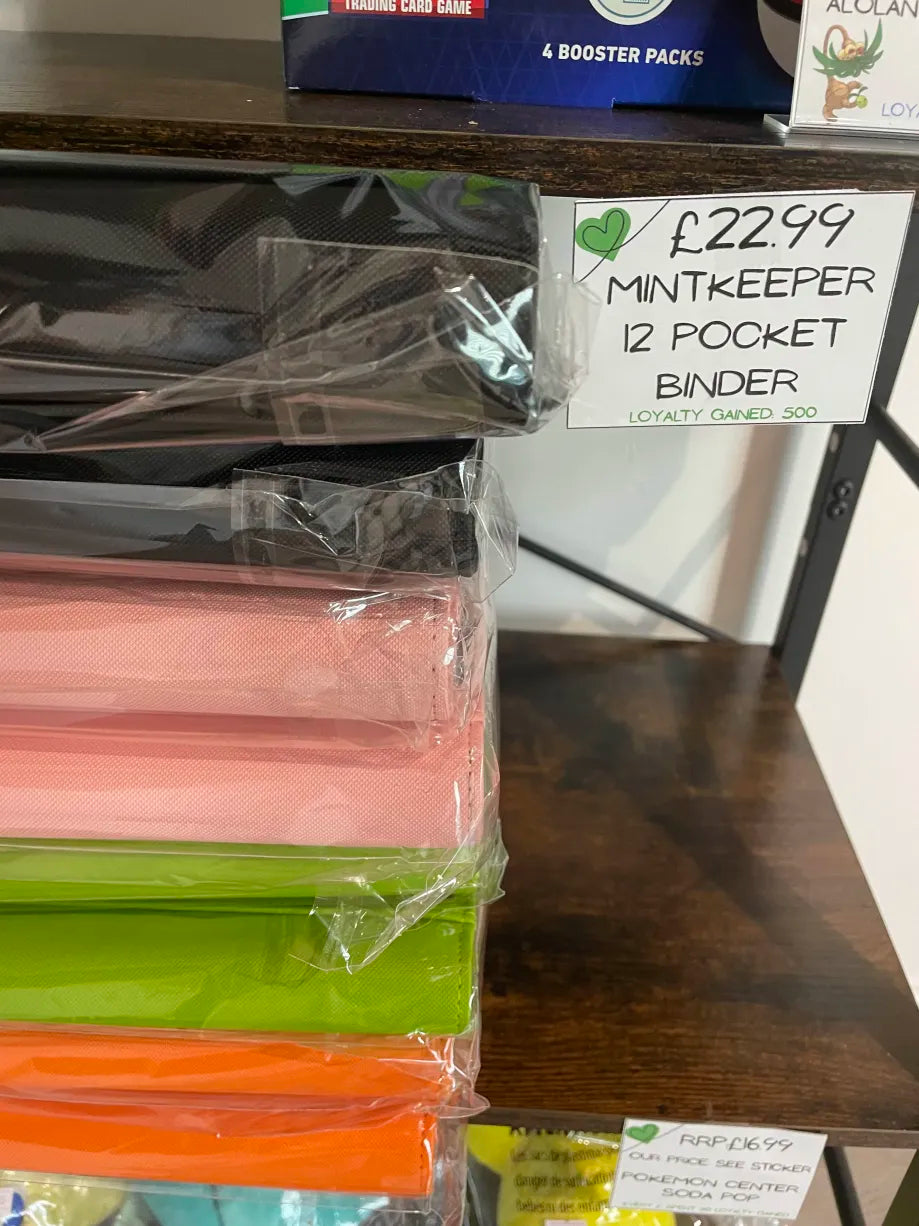 TRADING CARD GAME
4 BOOSTER PACKS
£22.99
MINTKEEPER
12 POCKET
BINDER
LOYALTY GAINED: 500
RRP £16.99
OUR PRICE SEE STICKER
POKEMON CENTER
SODA POP